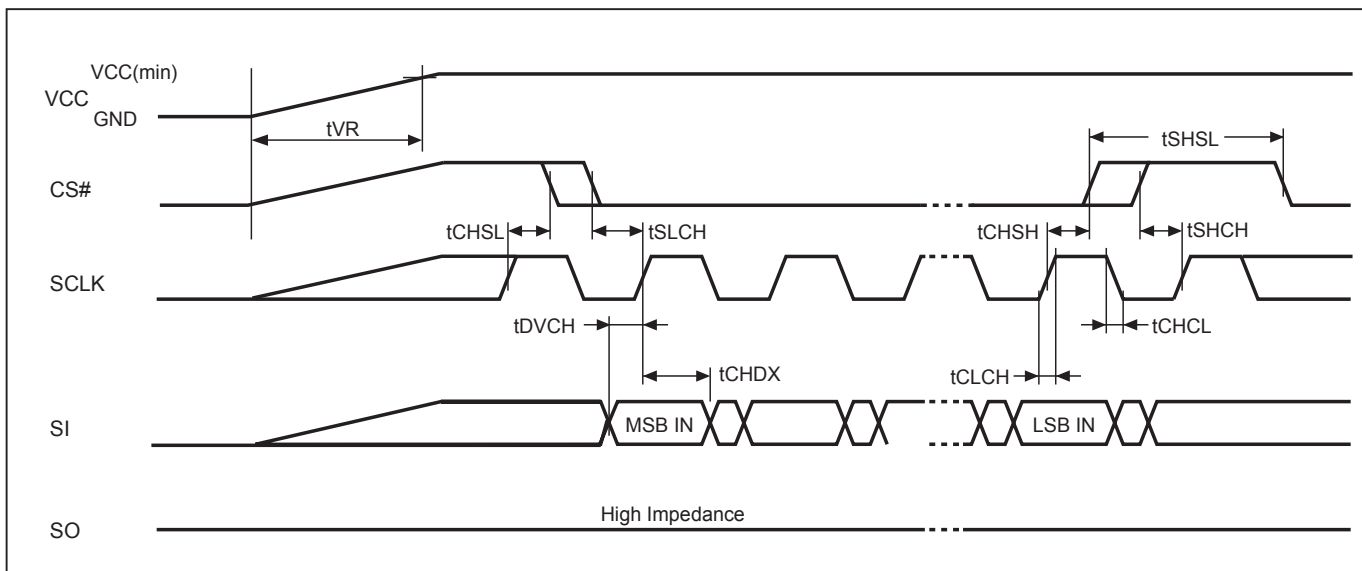 VCC(min)
VCC
GND
tVR
tSHSL
CS#
tCHSL
tSLCH
tCHSH
tSHCH
SCLK
tDVCH
tCHCL
tCHDX
tCLCH
SI
MSB IN
LSB IN
High Impedance
SO